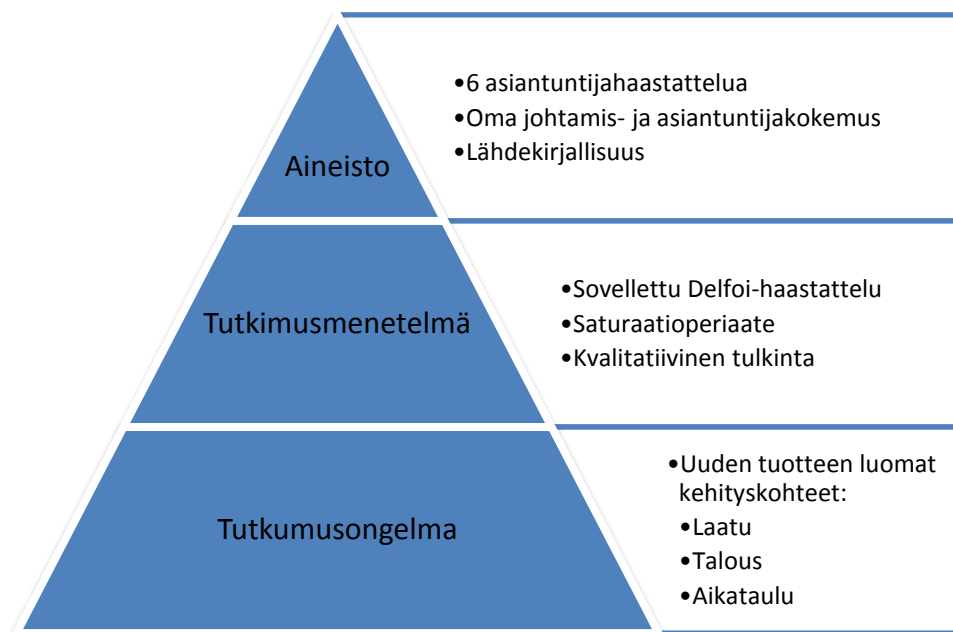 Aineisto
•6 asiantuntijahaastattelua
•Oma johtamis- ja asiantuntijakokemus
•Lähdekirjallisuus
Tutkimusmenetelmä
•Sovellettu Delfoi-haastattelu
•Saturaatioperiaate
•Kvalitatiivinen tulkinta
Tutkumusongelma
•Uuden tuotteen luomat
kehityskohteet:
•Laatu
•Talous
•Aikataulu